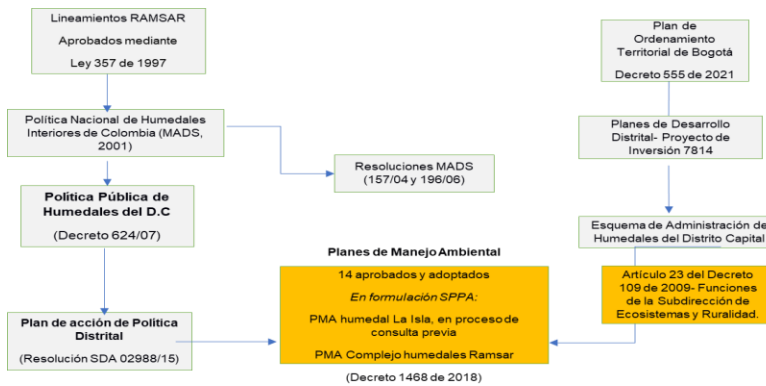 Lineamientos RAMSAR
Aprobados mediante
Ley 357 de 1997
Política Nacional de Humedales
Interiores de Colombia (MADS,
2001)
Resoluciones MADS
(157/04 y 196/06)
Política Pública de
Humedales del D.C
(Decreto 624/07)
Plan de acción de Política
Distrital
(Resolución SDA 02988/15)
Planes de Manejo Ambiental
14 aprobados y adoptados
En formulación SPPA:
PMA humedal La Isla, en proceso de
consulta previa
PMA Complejo humedales Ramsar
(Decreto 1468 de 2018)
Plan de
Ordenamiento
Territorial de Bogotá
Decreto 555 de 2021
Planes de Desarrollo
Distrital- Proyecto de
Inversión 7814
Esquema de Administración de
Humedales del Distrito Capital
Artículo 23 del Decreto
109 de 2009- Funciones
de la Subdirección de
Ecosistemas y Ruralidad.